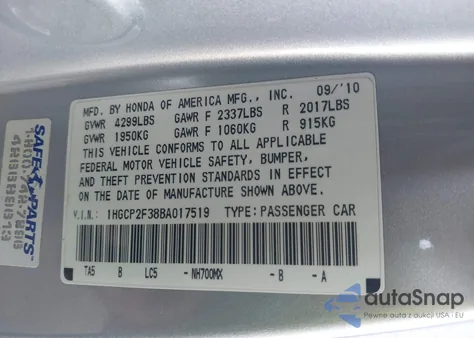 MFD. BY HONDA OF AMERICA MFG., INC. 09/'10
GVWR 4299LBS GAWR F 2337LBS R 2017LBS
GVWR 1950KG GAWR F 1060KG R 915KG
THIS VEHICLE CONFORMS TO ALL APPLICABLE
FEDERAL MOTOR VEHICLE SAFETY, BUMPER,
AND THEFT PREVENTION STANDARDS IN EFFECT
ON THE DATE OF MANUFACTURE SHOWN ABOVE.
V.I.N: 1HGCP2F38BA017519 TYPE: PASSENGER CAR
TA5 B LC5 -NH700MX -B -A
SAFE PARTS
autoSnap
Pewne auta z aukcji USA i EU